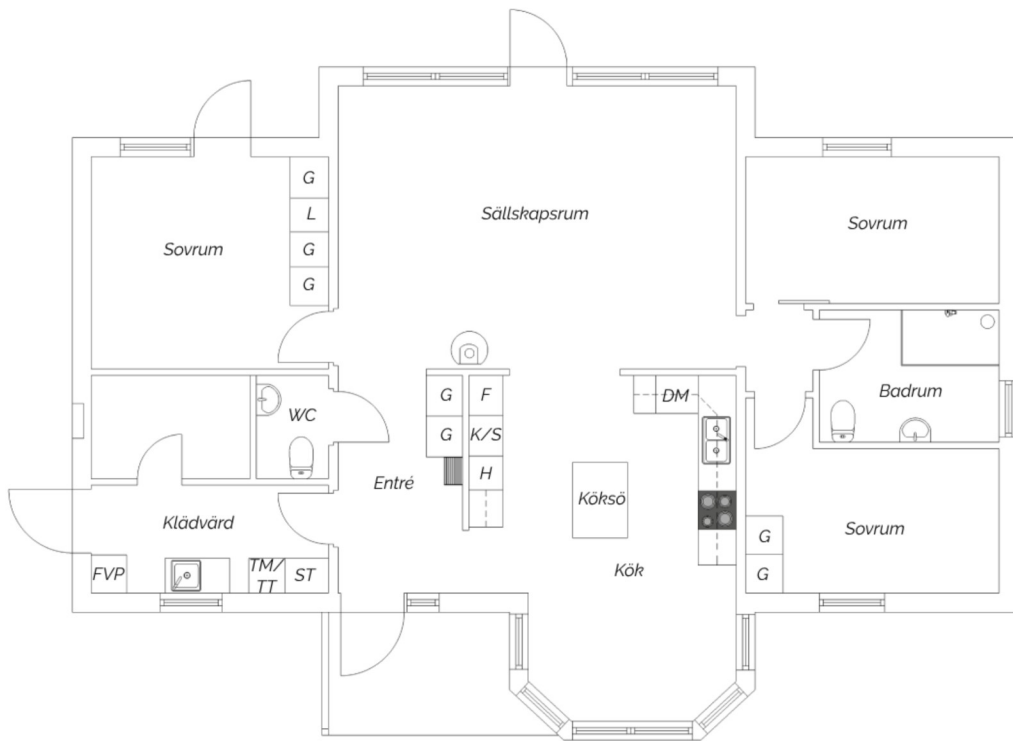 G
L
Sovrum
G
G
Sällskapsrum
Sovrum
WC
G
F
DM
Badrum
G
K/S
H
Entré
Köksö
Klädvård
Sovrum
G
G
Kök
FVP
TM/
TT
ST